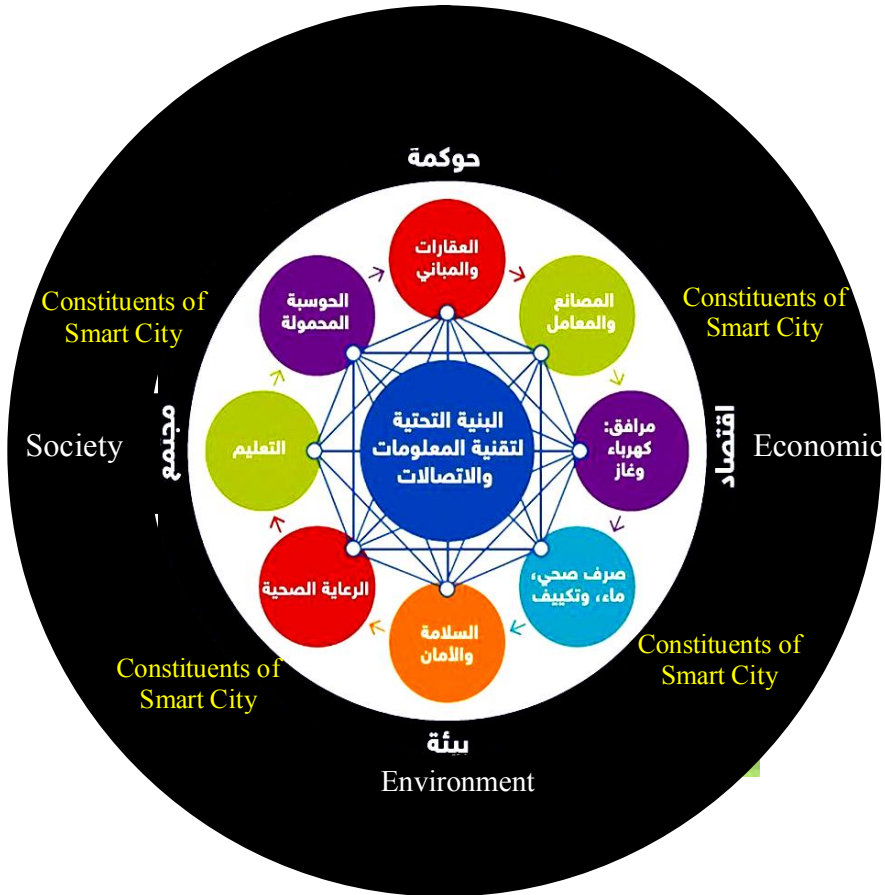 حوكمة
العقارات
والمباني
الحوسبة
المحمولة
المصانع
والمعامل
Constituents of
Smart City
Constituents of
Smart City
Society
مجتمع
التعليم
البنية التحتية
لتقنية المعلومات
والاتصالات
مرافق:
كهرباء
وغاز
اقتصاد
Economic
الرعاية الصحية
صرف صحي،
ماء، وتكييف
السلامة
والأمان
Constituents of
Smart City
Constituents of
Smart City
بيئة
Environment